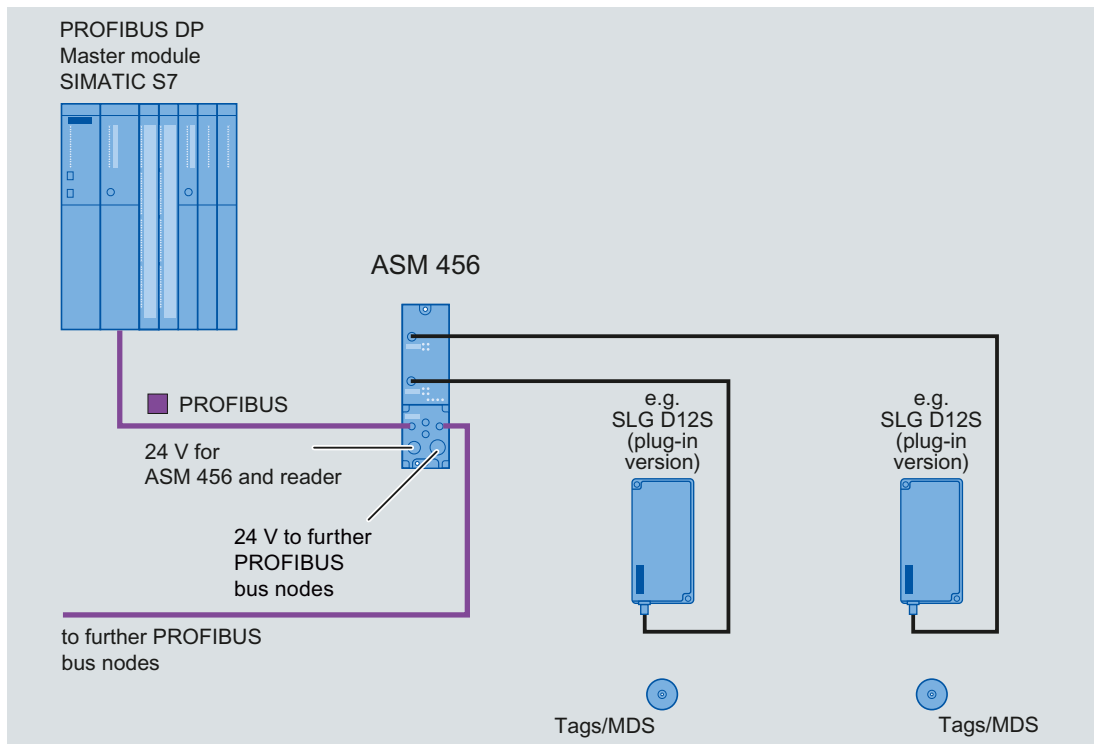 PROFIBUS DP
Master module
SIMATIC S7
ASM 456
PROFIBUS
24 V for
ASM 456 and reader
24 V to further
PROFIBUS
bus nodes
to further PROFIBUS
bus nodes
e.g.
SLG D12S
(plug-in
version)
e.g.
SLG D12S
(plug-in
version)
Tags/MDS
Tags/MDS